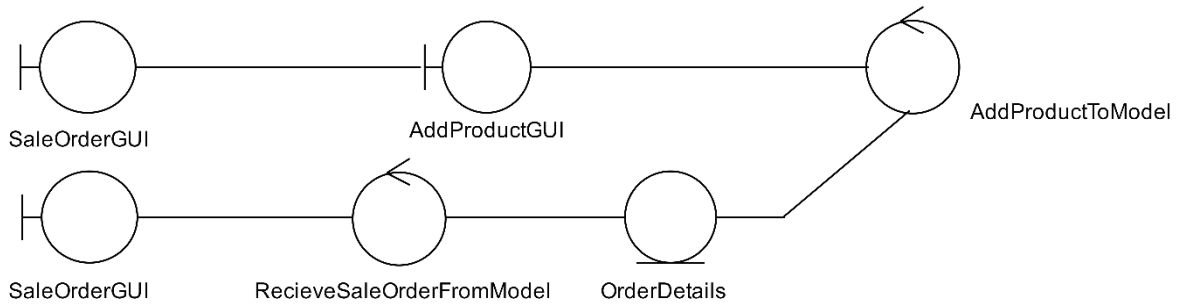 SaleOrderGUI
AddProductGUI
AddProductToModel
SaleOrderGUI
RecieveSaleOrderFromModel
OrderDetails